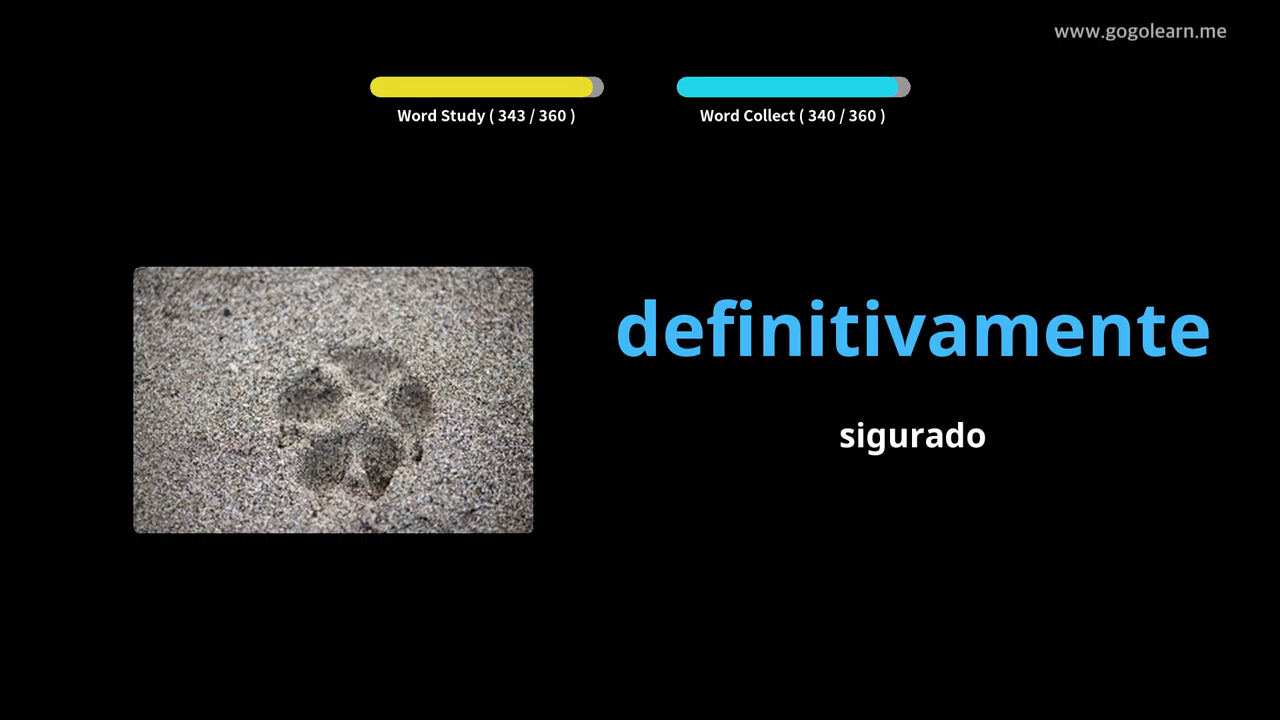 www.gogolearn.me
Word Study ( 343 / 360 )
Word Collect ( 340 / 360 )
definitivamente
sigurado